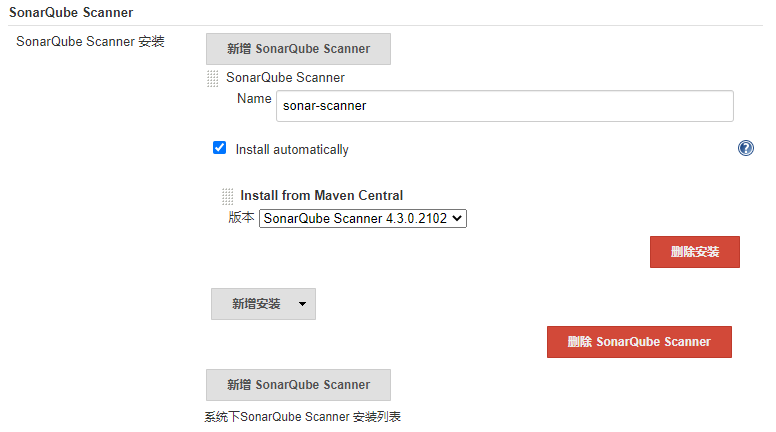 SonarQube Scanner
SonarQube Scanner 安装
新增 SonarQube Scanner
SonarQube Scanner
Name
sonar-scanner
Install automatically
?
Install from Maven Central
版本
SonarQube Scanner 4.3.0.2102
删除安装
新增安装
删除 SonarQube Scanner
新增 SonarQube Scanner
系统下SonarQube Scanner 安装列表